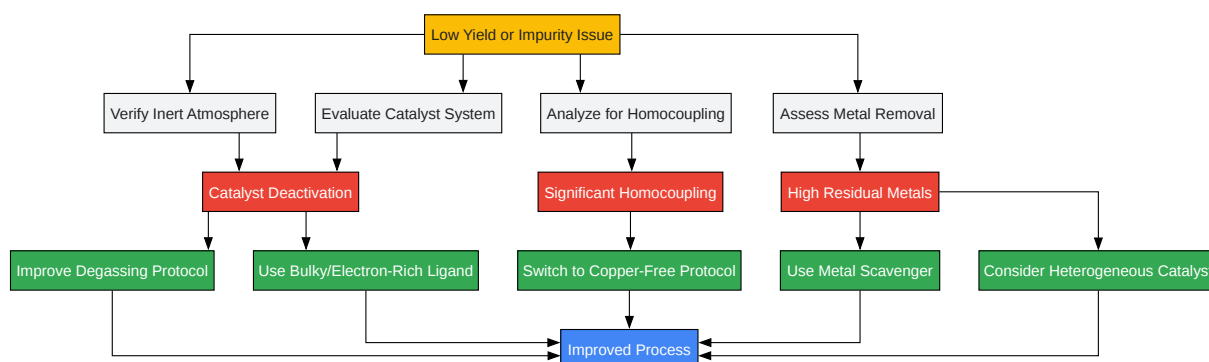 Low Yield or Impurity Issue
Verify Inert Atmosphere
Evaluate Catalyst System
Analyze for Homocoupling
Assess Metal Removal
Catalyst Deactivation
Significant Homocoupling
High Residual Metals
Improve Degassing Protocol
Use Bulky/Electron-Rich Ligand
Switch to Copper-Free Protocol
Use Metal Scavenger
Consider Heterogeneous Catalyst
Improved Process